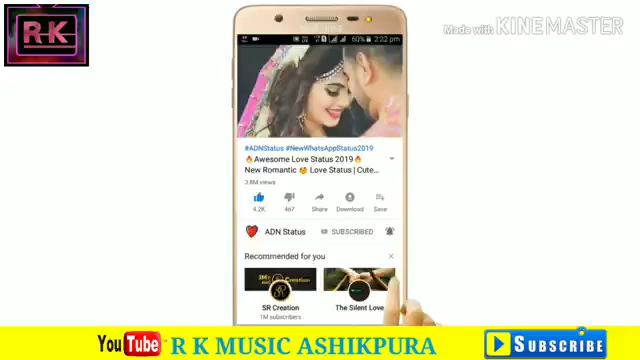 R-K
Made with KINEMASTER
60% 2:22 pm
#ADNStatus #NewWhatsAppStatus2019
🔥Awesome Love Status 2019🔥
New Romantic 😘 Love Status | Cute...
3.8M views
4.2K 467 Share Download Save
ADN Status SUBSCRIBED
Recommended for you
SR Creation The Silent Love
1M subscribers
YouTube R K MUSIC ASHIKPURA SUBSCRIBE